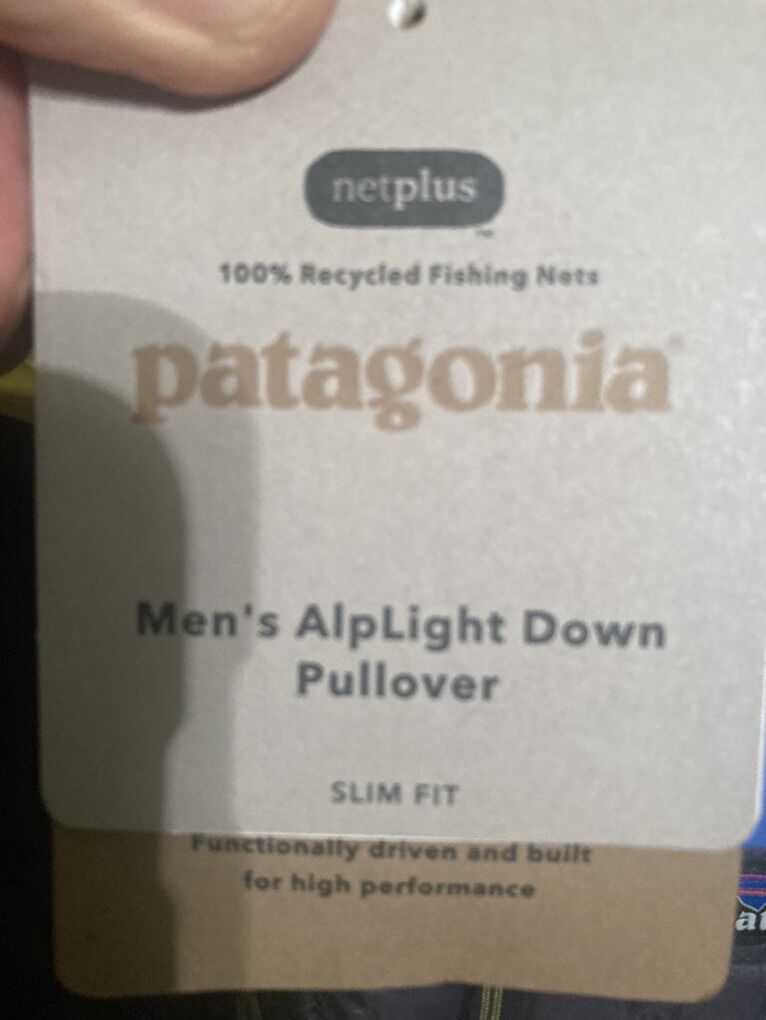 netplus
™
100% Recycled Fishing Nets
patagonia®
Men's AlpLight Down
Pullover
SLIM FIT
Functionally driven and built
for high performance